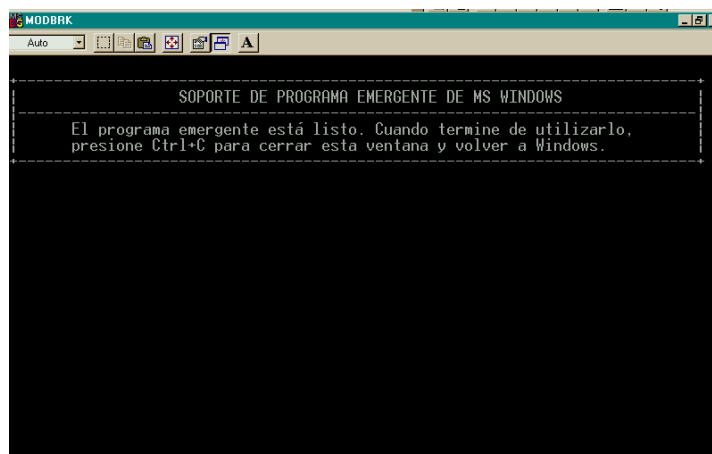 MODBRK
Auto
A
SOPORTE DE PROGRAMA EMERGENTE DE MS WINDOWS
El programa emergente está listo. Cuando termine de utilizarlo,
presione Ctrl+C para cerrar esta ventana y volver a Windows.